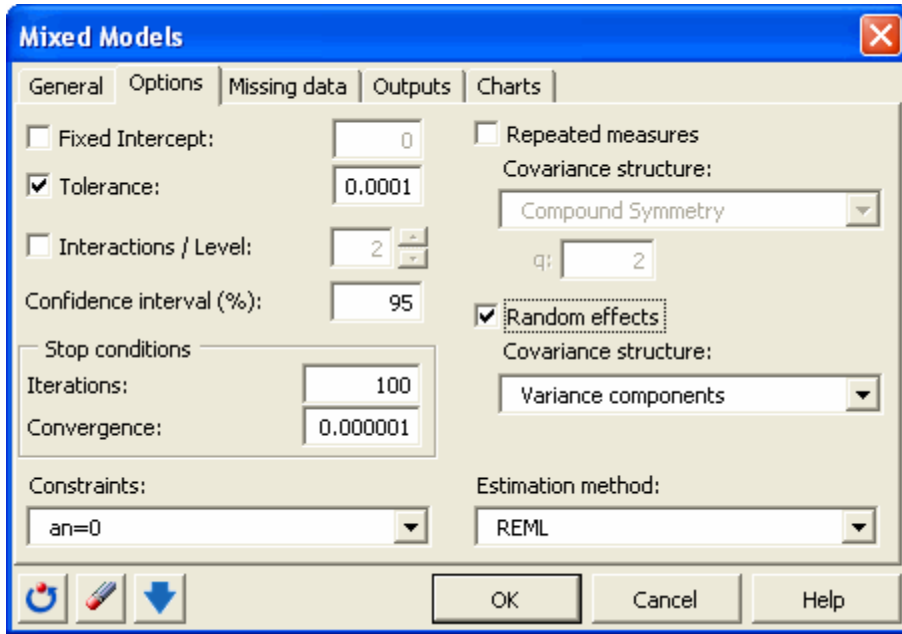 Mixed Models
General Options Missing data Outputs Charts
Fixed Intercept: 0
Tolerance: 0.0001
Interactions / Level: 2
Confidence interval (%): 95
Stop conditions
Iterations: 100
Convergence: 0.000001
Constraints:
an=0
Repeated measures
Covariance structure:
Compound Symmetry
q: 2
Random effects
Covariance structure:
Variance components
Estimation method:
REML
OK Cancel Help